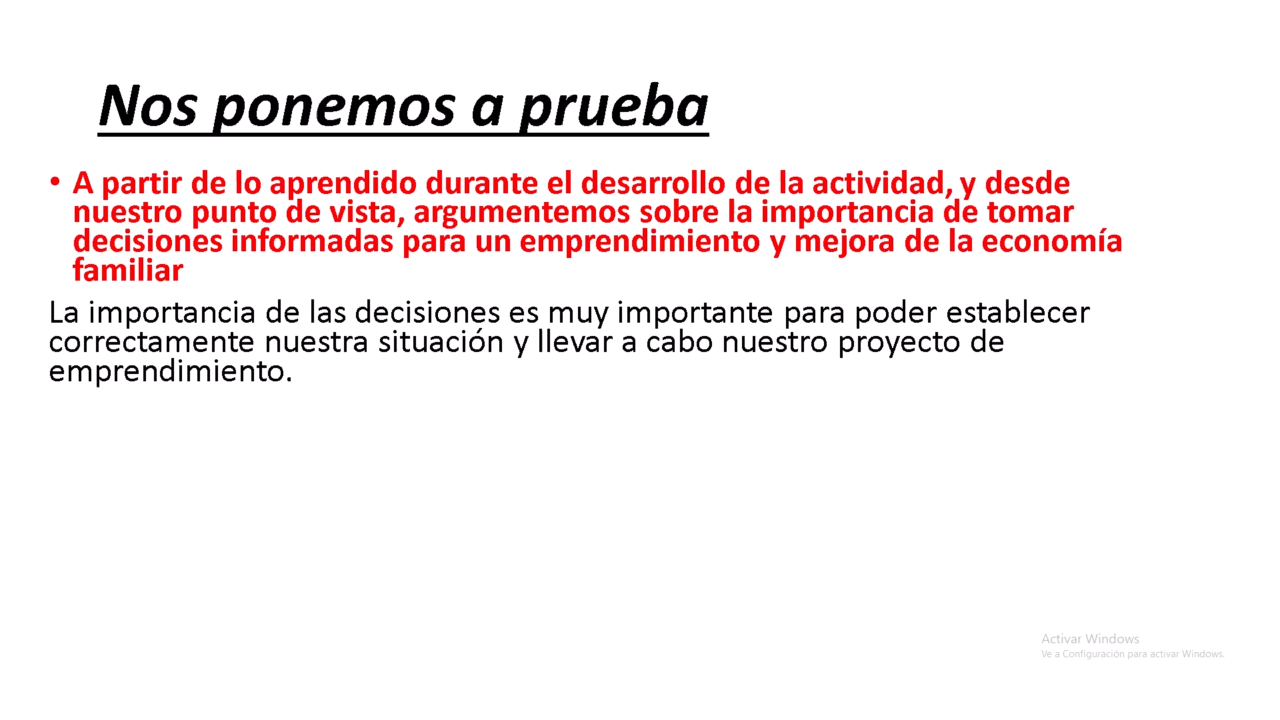 Nos ponemos a prueba
• A partir de lo aprendido durante el desarrollo de la actividad, y desde
nuestro punto de vista, argumentemos sobre la importancia de tomar
decisiones informadas para un emprendimiento y mejora de la economía
familiar
La importancia de las decisiones es muy importante para poder establecer
correctamente nuestra situación y llevar a cabo nuestro proyecto de
emprendimiento.
Activar Windows
Ve a Configuración para activar Windows.